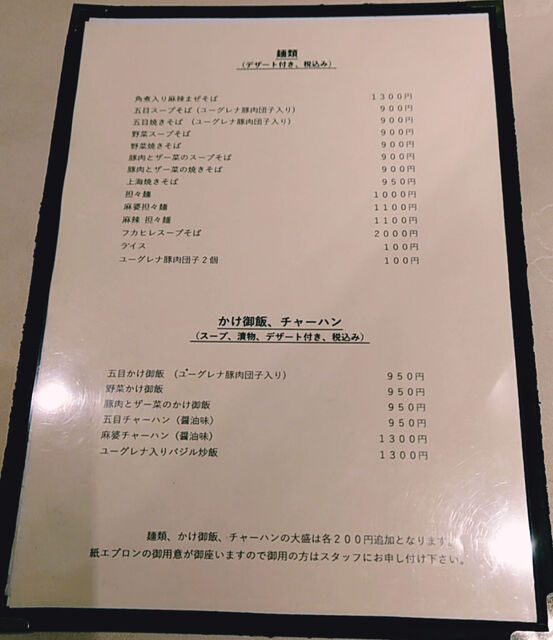 麺類
(デザート付き、税込み)
角煮入り麻辣まぜそば 1300円
五目スープそば(ユーグレナ豚肉団子入り) 900円
五目焼きそば (ユーグレナ豚肉団子入り) 900円
野菜スープそば 900円
野菜焼きそば 900円
豚肉とザー菜のスープそば 900円
豚肉とザー菜の焼きそば 900円
上海焼きそば 950円
担々麺 1000円
麻婆担々麺 1100円
麻辣 担々麺 1100円
フカヒレスープそば 2000円
ライス 100円
ユーグレナ豚肉団子2個 100円
かけ御飯、チャーハン
(スープ、漬物、デザート付き、税込み)
五目かけ御飯 (ユーグレナ豚肉団子入り) 950円
野菜かけ御飯 950円
豚肉とザー菜のかけ御飯 950円
五目チャーハン(醤油味) 950円
麻婆チャーハン(醤油味) 1300円
ユーグレナ入りバジル炒飯 1300円
麺類、かけ御飯、チャーハンの大盛は各200円追加となります。
紙エプロンの御用意が御座いますので御用の方はスタッフにお申し付け下さい。